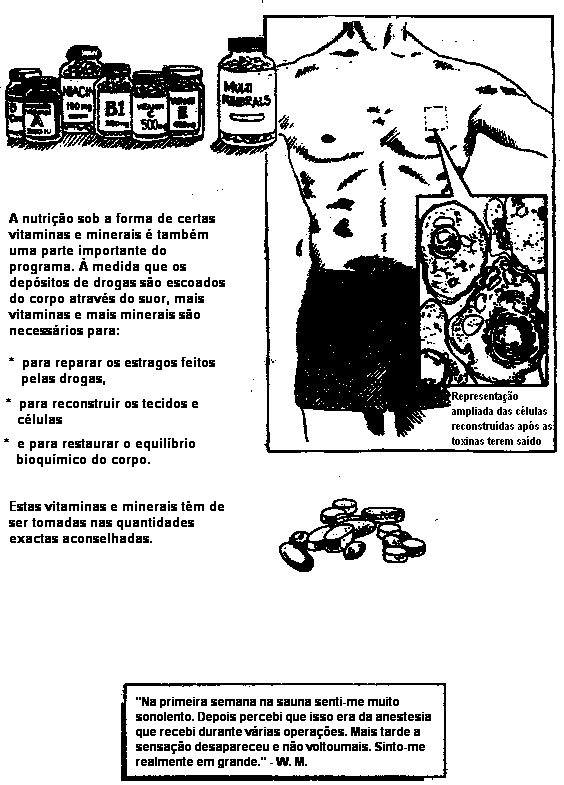 NIACIN
100mg
A
B1
VITAMIN
C
500mg
E
MULTI
MINERALS
A nutrição sob a forma de certas
vitaminas e minerais é também
uma parte importante do
programa. À medida que os
depósitos de drogas são escoados
do corpo através do suor, mais
vitaminas e mais minerais são
necessários para:
* para reparar os estragos feitos
pelas drogas,
* para reconstruir os tecidos e
células
* e para restaurar o equilíbrio
bioquímico do corpo.
Representação
ampliada das células
reconstruídas após as
toxinas terem saído
Estas vitaminas e minerais têm de
ser tomadas nas quantidades
exactas aconselhadas.
"Na primeira semana na sauna senti-me muito
sonolento. Depois percebi que isso era da anestesia
que recebi durante várias operações. Mais tarde a
sensação desapareceu e não voltoumais. Sinto-me
realmente em grande." - W. M.